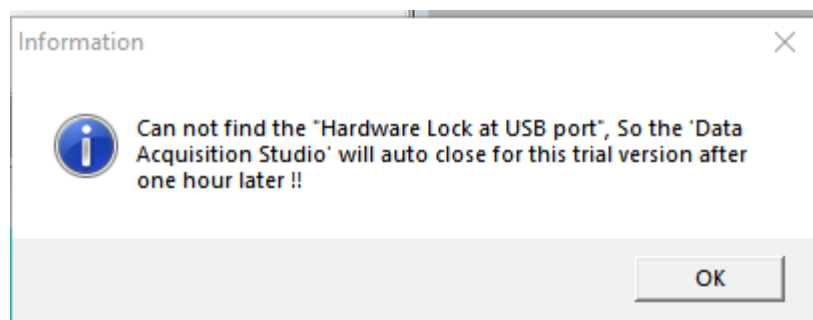 Information
Can not find the "Hardware Lock at USB port", So the 'Data
Acquisition Studio' will auto close for this trial version after
one hour later !!
OK